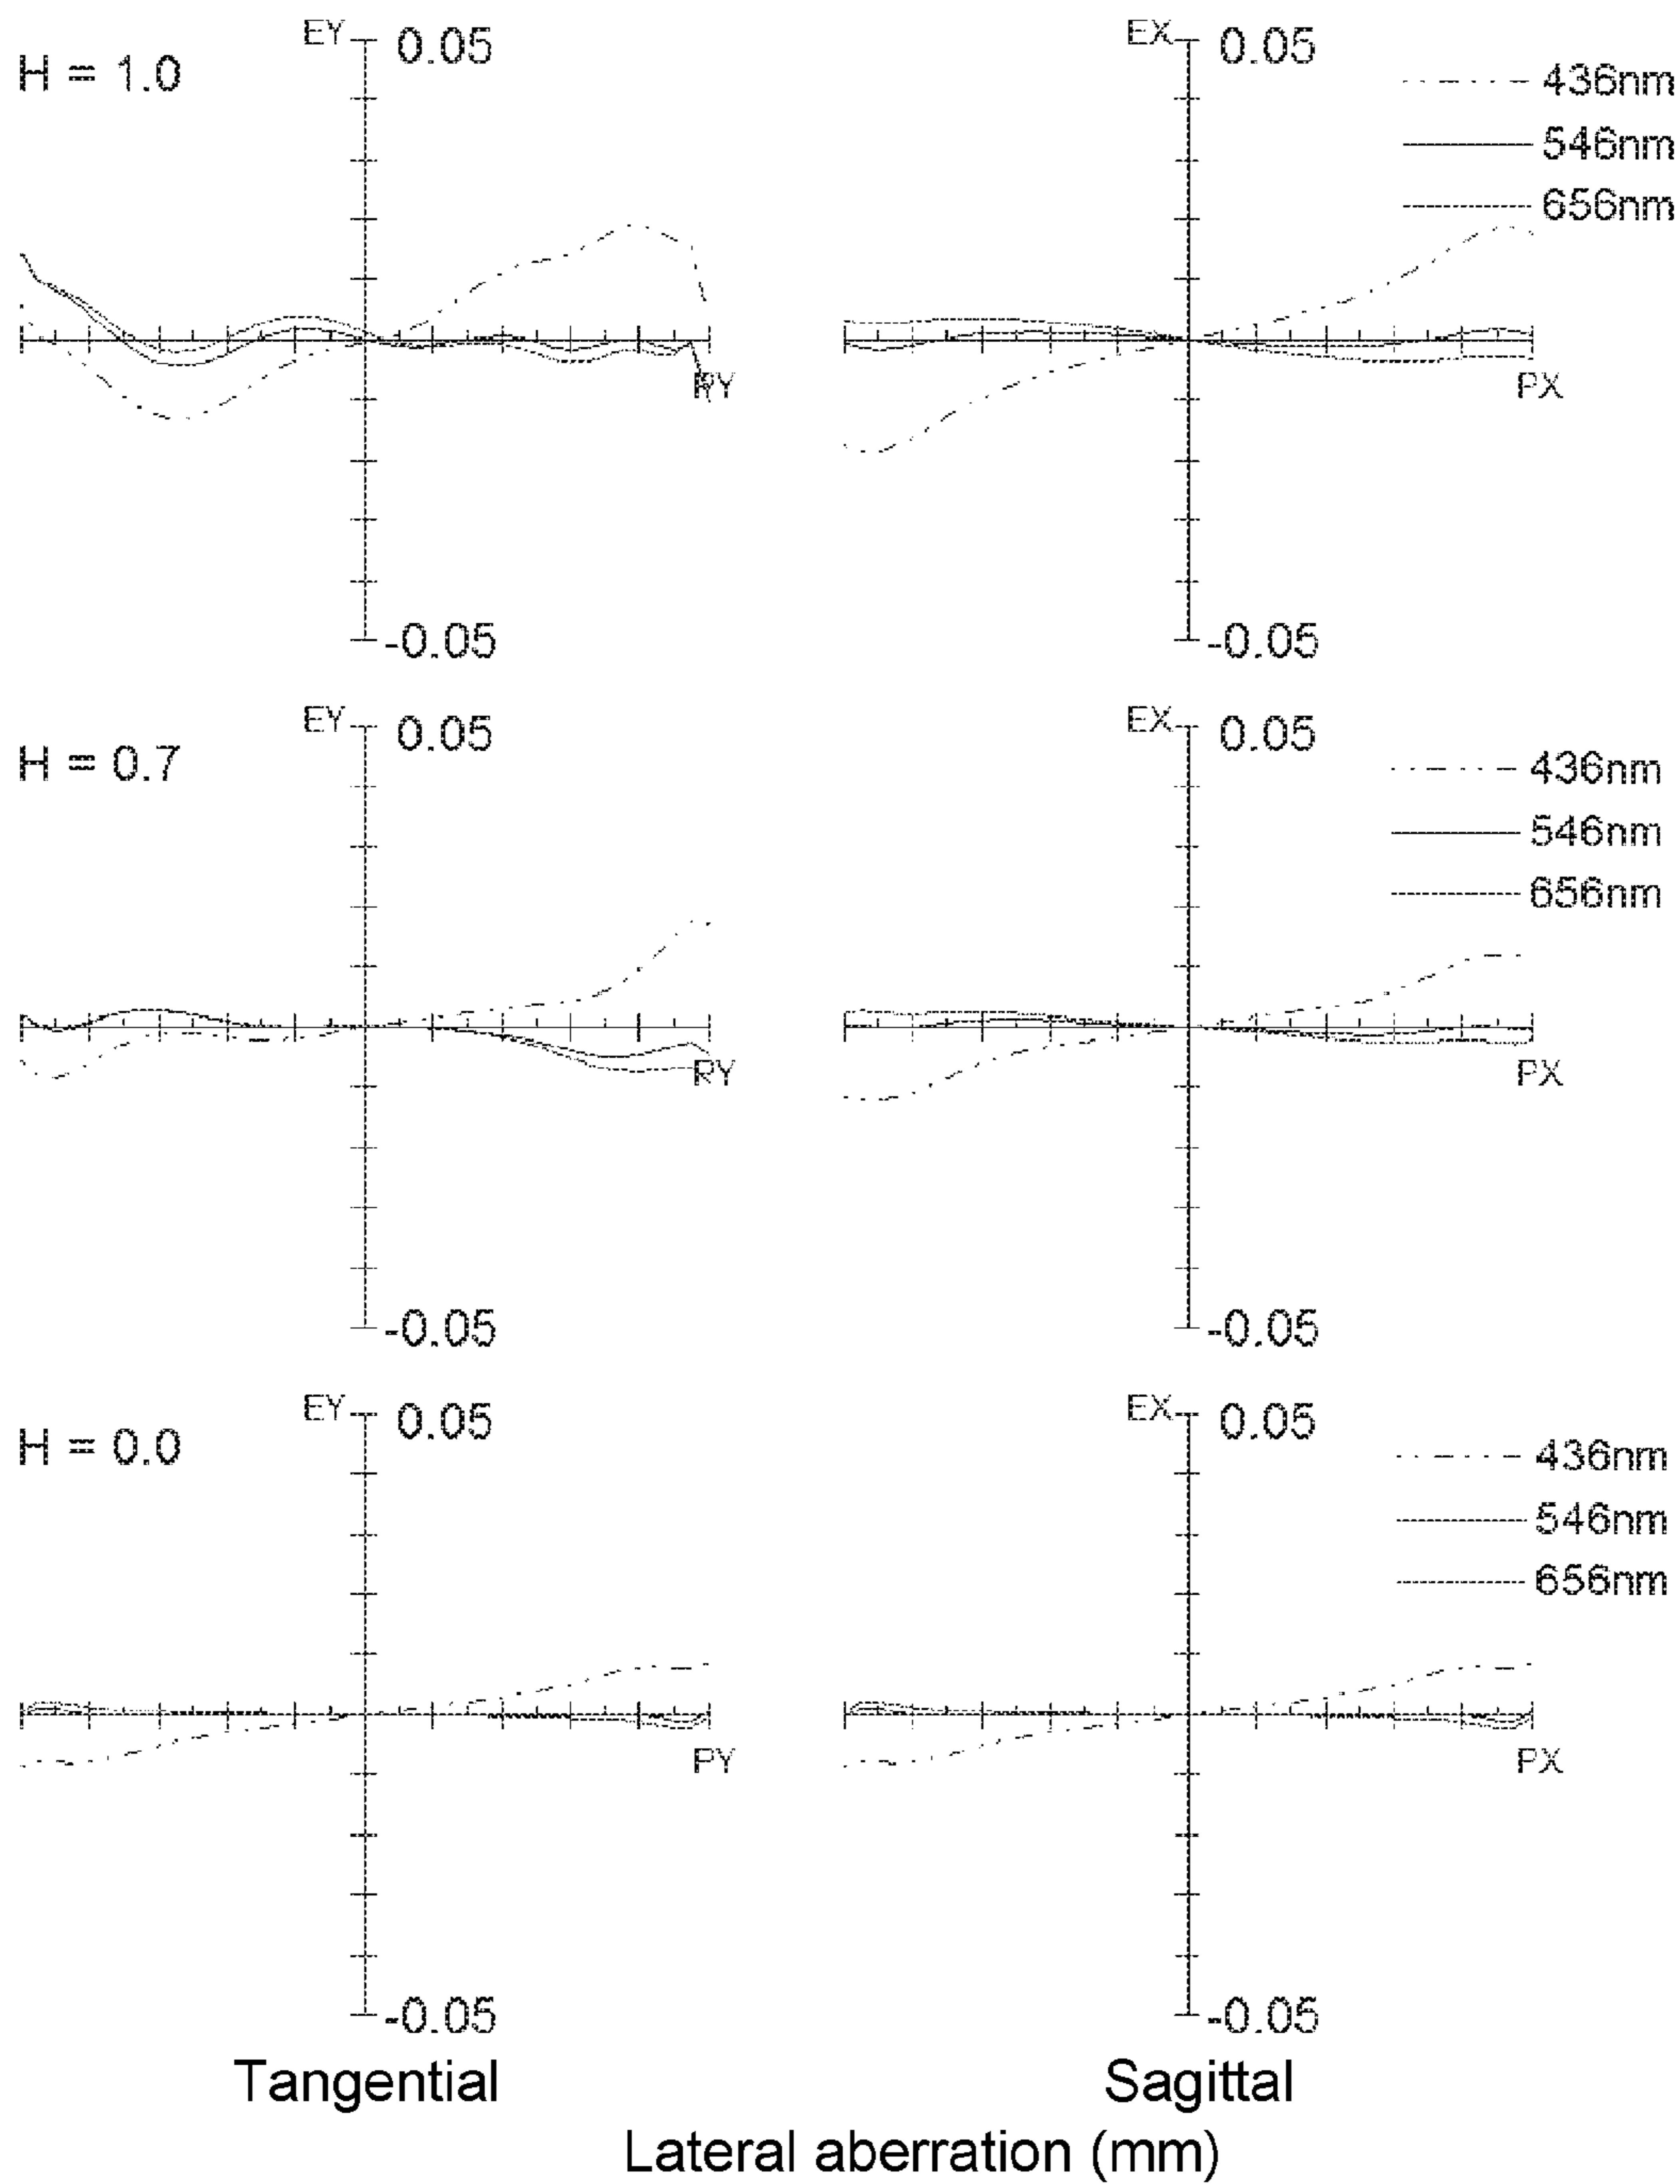 EY 0.05 EX 0.05
H = 1.0
436nm
546nm
656nm
PY PX
-0.05 -0.05
EY 0.05 EX 0.05
H = 0.7
436nm
546nm
656nm
PY PX
-0.05 -0.05
EY 0.05 EX 0.05
H = 0.0
436nm
546nm
656nm
PY PX
-0.05 -0.05
Tangential Sagittal
Lateral aberration (mm)